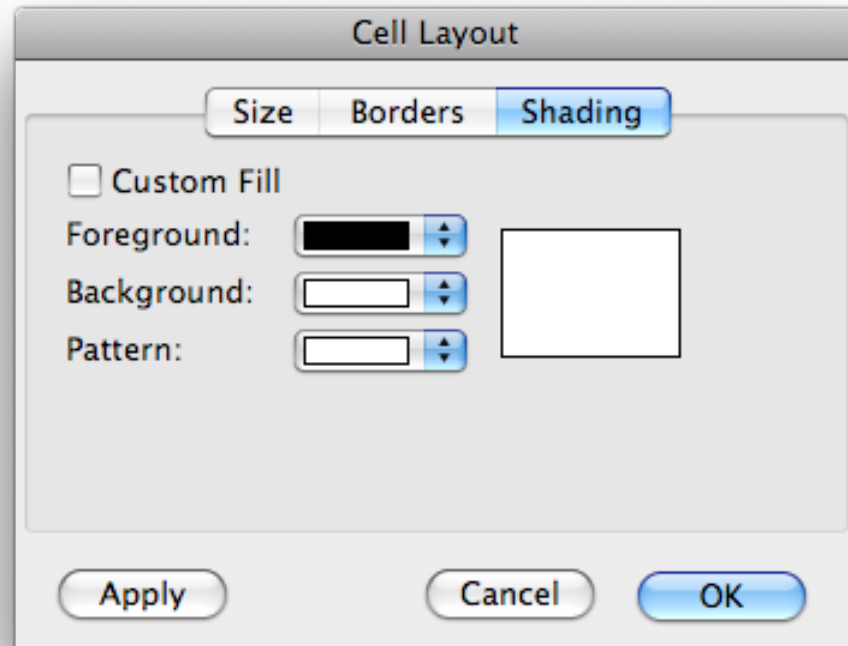 Cell Layout
Size Borders Shading
Custom Fill
Foreground:
Background:
Pattern:
Apply Cancel OK